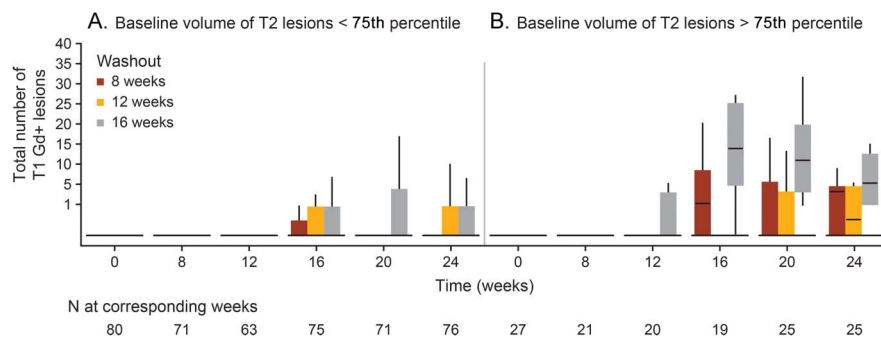 A. Baseline volume of T2 lesions < 75th percentile
B. Baseline volume of T2 lesions > 75th percentile
Total number of
T1 Gd+ lesions
40
35
30
25
20
15
10
5
1
Washout
8 weeks
12 weeks
16 weeks
0 8 12 16 20 24 0 8 12 16 20 24
Time (weeks)
N at corresponding weeks
80 71 63 75 71 76 27 21 20 19 25 25